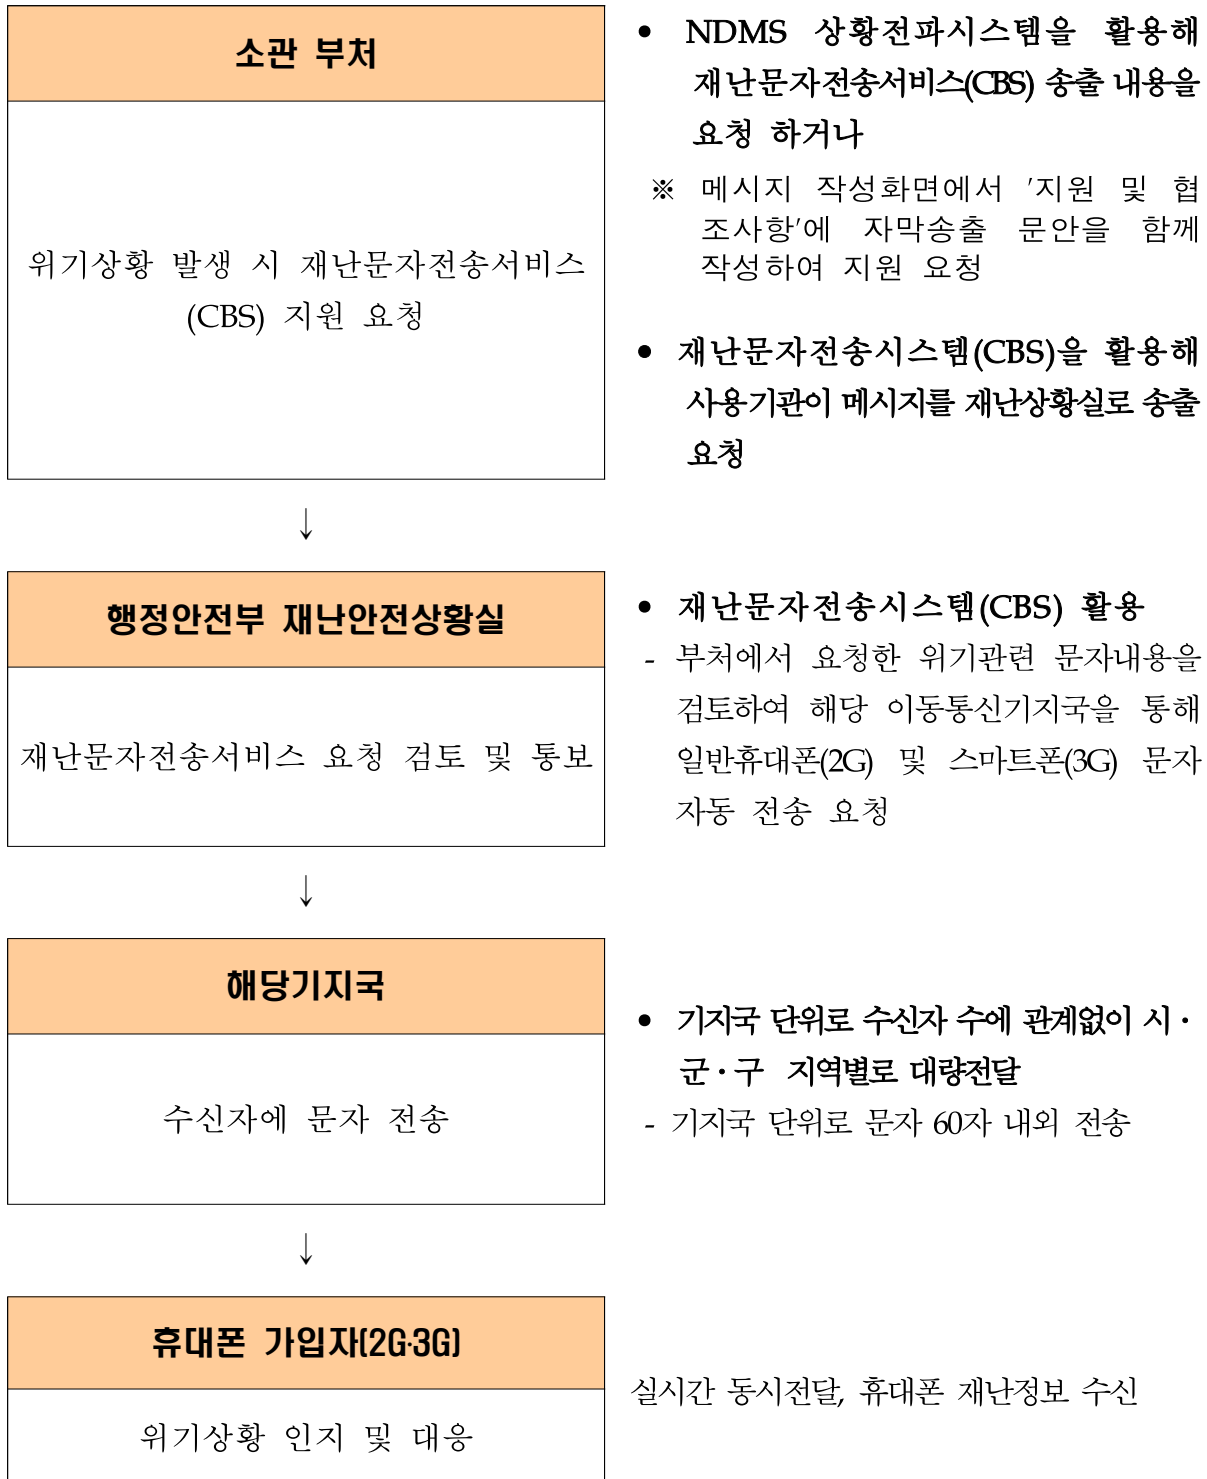 소관 부처
위기상황 발생 시 재난문자전송서비스
(CBS) 지원 요청
• NDMS 상황전파시스템을 활용해
재난문자전송서비스(CBS) 송출 내용을
요청 하거나
※ 메시지 작성화면에서 '지원 및 협
조사항'에 자막송출 문안을 함께
작성하여 지원 요청
• 재난문자전송시스템(CBS)을 활용해
사용기관이 메시지를 재난상황실로 송출
요청
↓
행정안전부 재난안전상황실
재난문자전송서비스 요청 검토 및 통보
• 재난문자전송시스템(CBS) 활용
- 부처에서 요청한 위기관련 문자내용을
검토하여 해당 이동통신기지국을 통해
일반휴대폰(2G) 및 스마트폰(3G) 문자
자동 전송 요청
↓
해당기지국
수신자에 문자 전송
• 기지국 단위로 수신자 수에 관계없이 시·
군·구 지역별로 대량전달
- 기지국 단위로 문자 60자 내외 전송
↓
휴대폰 가입자(2G·3G)
위기상황 인지 및 대응
실시간 동시전달, 휴대폰 재난정보 수신